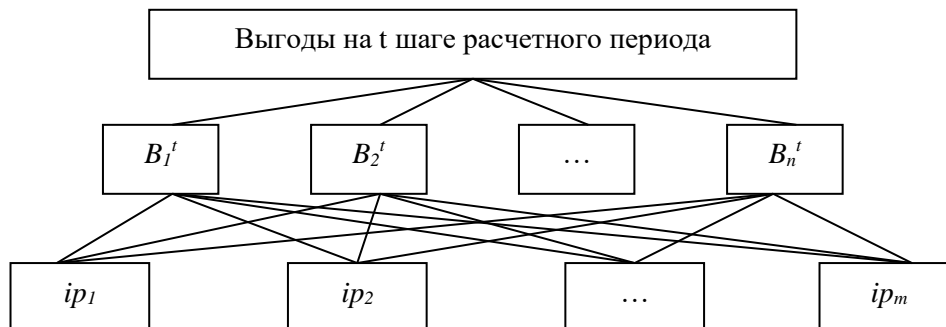 Выгоды на t шаге расчетного периода
B₁ᵗ B₂ᵗ … Bₙᵗ
ip₁ ip₂ … ipₘ